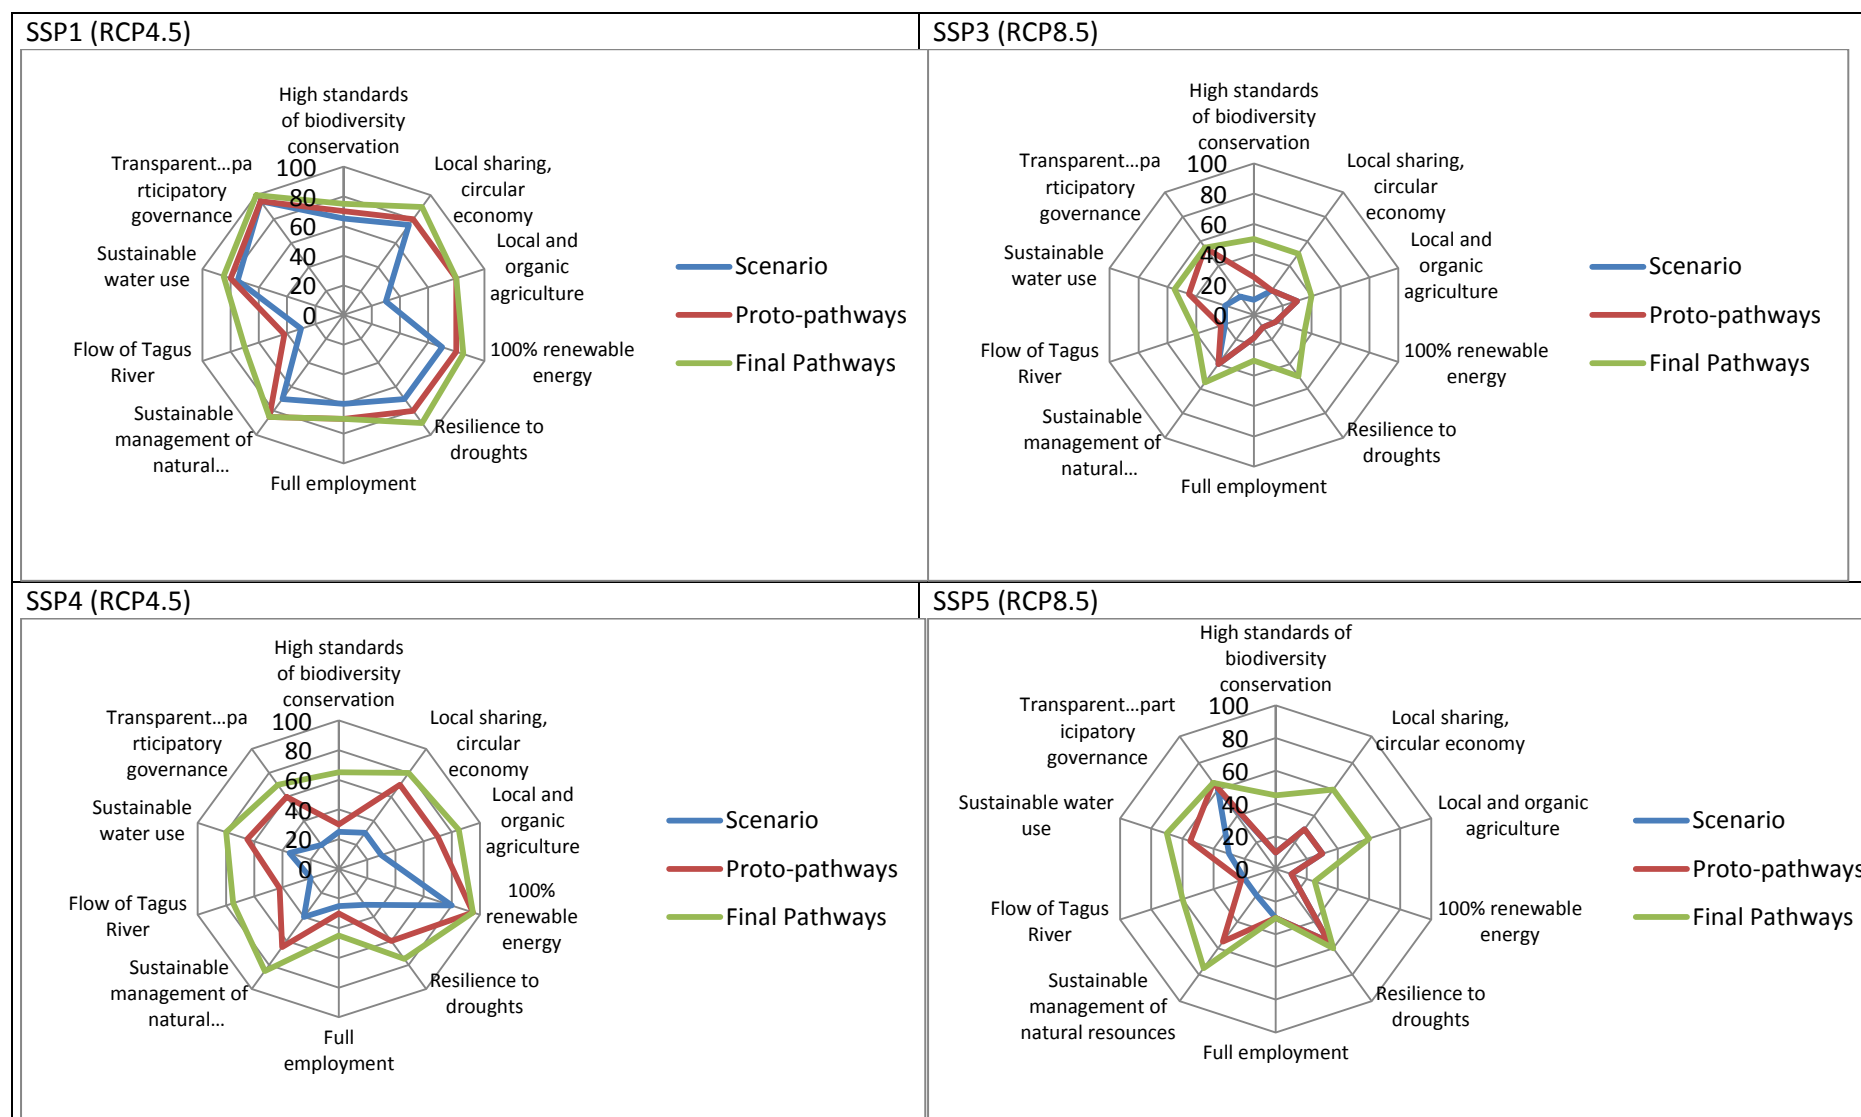 SSP1 (RCP4.5)
High standards
of biodiversity
conservation
Local sharing,
circular
economy
Local and
organic
agriculture
100% renewable
energy
Resilience to
droughts
Full employment
Sustainable
management of
natural...
Flow of Tagus
River
Sustainable
water use
Transparent...pa
rticipatory
governance
100
80
60
40
20
0
Scenario
Proto-pathways
Final Pathways
SSP3 (RCP8.5)
High standards
of biodiversity
conservation
Local sharing,
circular
economy
Local and
organic
agriculture
100% renewable
energy
Resilience to
droughts
Full employment
Sustainable
management of
natural...
Flow of Tagus
River
Sustainable
water use
Transparent...pa
rticipatory
governance
100
80
60
40
20
0
Scenario
Proto-pathways
Final Pathways
SSP4 (RCP4.5)
High standards
of biodiversity
conservation
Local sharing,
circular
economy
Local and
organic
agriculture
100%
renewable
energy
Resilience to
droughts
Full
employment
Sustainable
management of
natural...
Flow of Tagus
River
Sustainable
water use
Transparent...pa
rticipatory
governance
100
80
60
40
20
0
Scenario
Proto-pathways
Final Pathways
SSP5 (RCP8.5)
High standards of
biodiversity
conservation
Local sharing,
circular economy
Local and organic
agriculture
100% renewable
energy
Resilience to
droughts
Full employment
Sustainable
management of
natural resources
Flow of Tagus
River
Sustainable water
use
Transparent...part
icipatory
governance
100
80
60
40
20
0
Scenario
Proto-pathways
Final Pathways